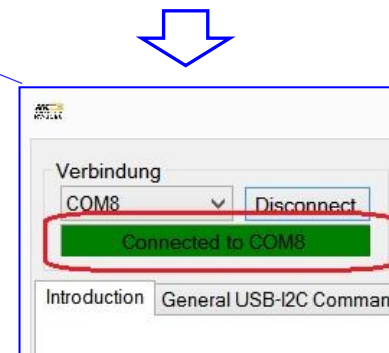 Verbindung
COM8 Disconnect
Connected to COM8
Introduction General USB-I2C Comman